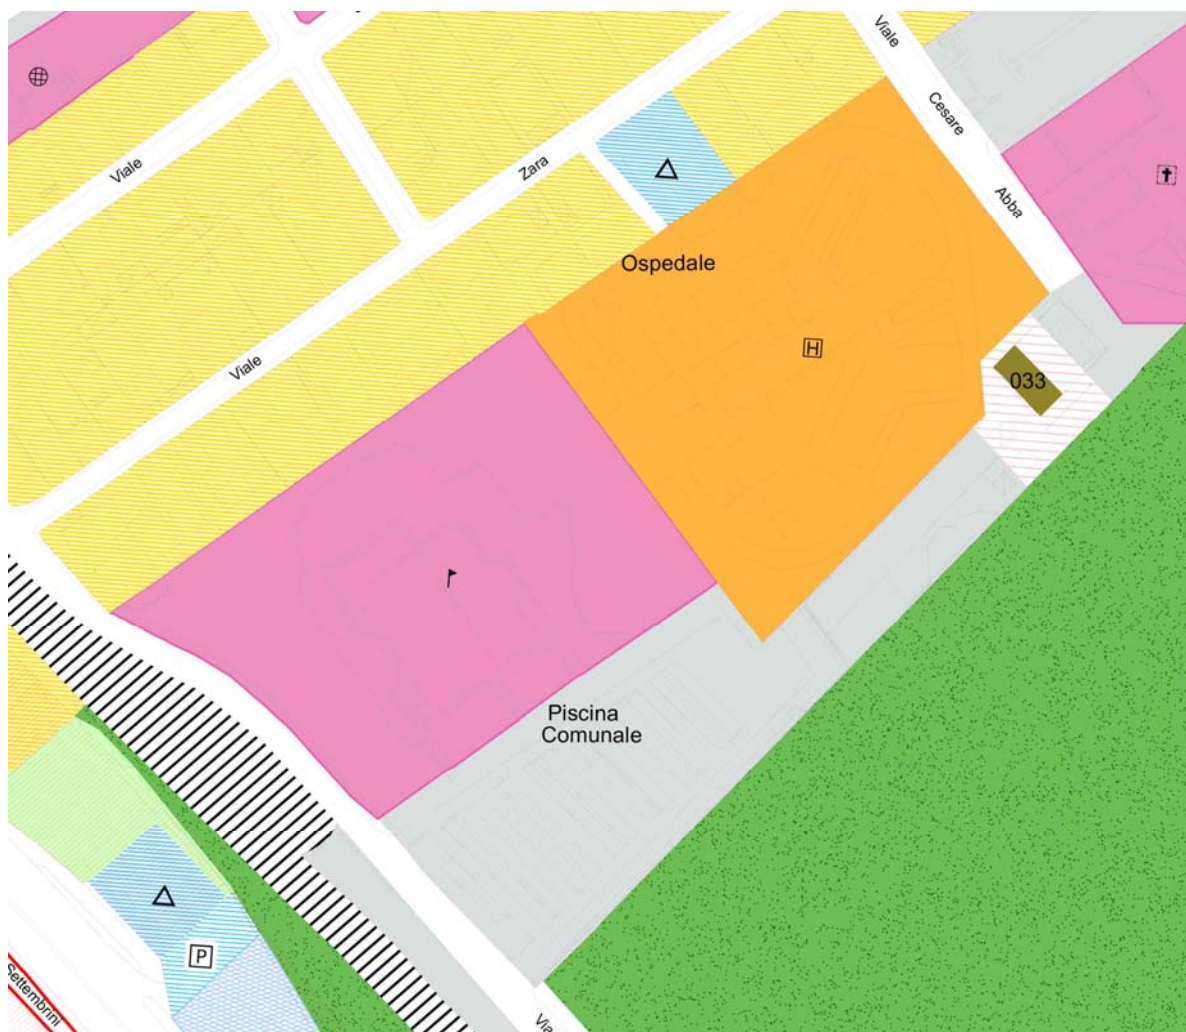 Viale
Cesare
Abba
Viale
Zara
Ospedale
H
033
Viale
Piscina
Comunale
P
Settembrini
Via